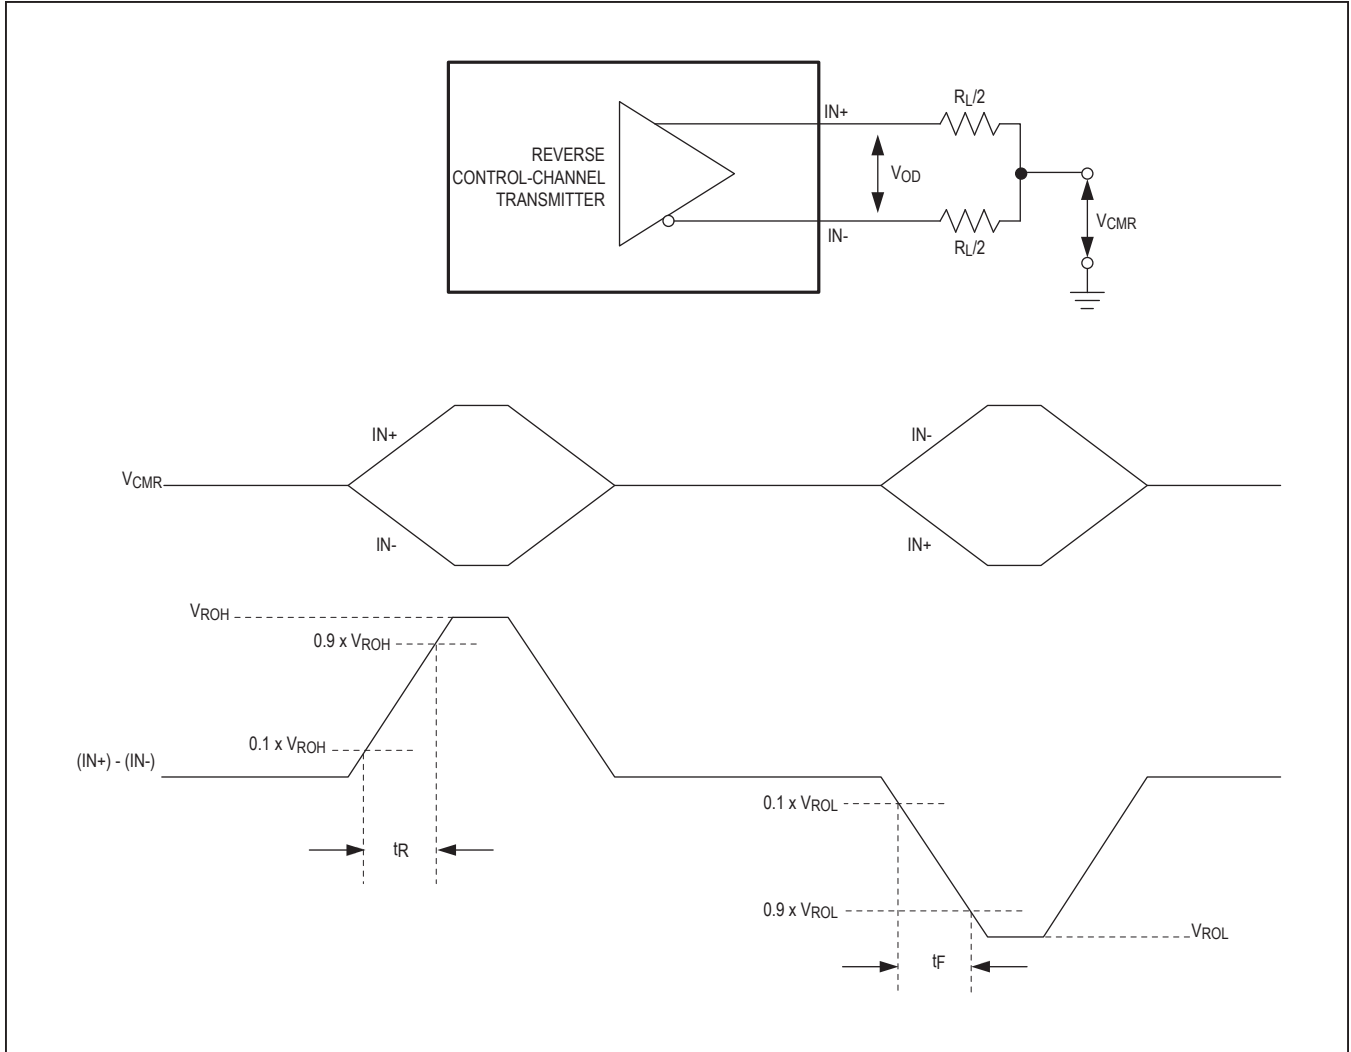 RL/2
IN+
REVERSE
CONTROL-CHANNEL
TRANSMITTER
VOD
VCMR
IN-
RL/2
IN+
IN-
VCMR
IN-
IN+
VROH
0.9 x VROH
0.1 x VROH
(IN+) - (IN-)
0.1 x VROL
tR
0.9 x VROL
VROL
tF